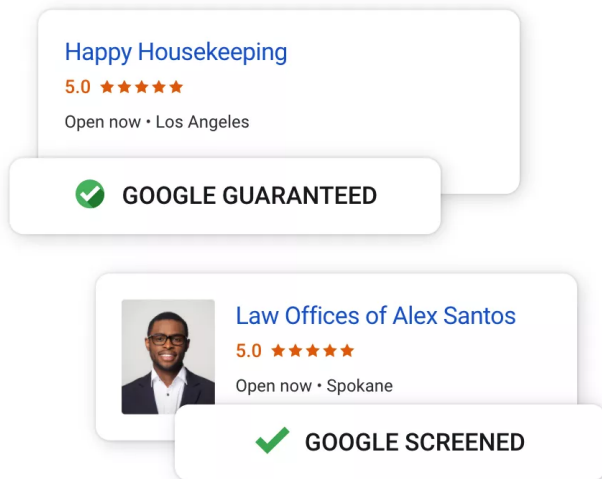 Happy Housekeeping
5.0
Open now • Los Angeles
GOOGLE GUARANTEED
Law Offices of Alex Santos
5.0
Open now • Spokane
GOOGLE SCREENED